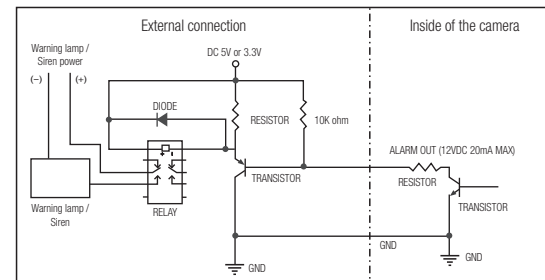 External connection
Inside of the camera
Warning lamp /
Siren power
(−)
(+)
DC 5V or 3.3V
DIODE
RESISTOR
10K ohm
ALARM OUT (12VDC 20mA MAX)
TRANSISTOR
RESISTOR
TRANSISTOR
Warning lamp /
Siren
RELAY
GND
GND
GND